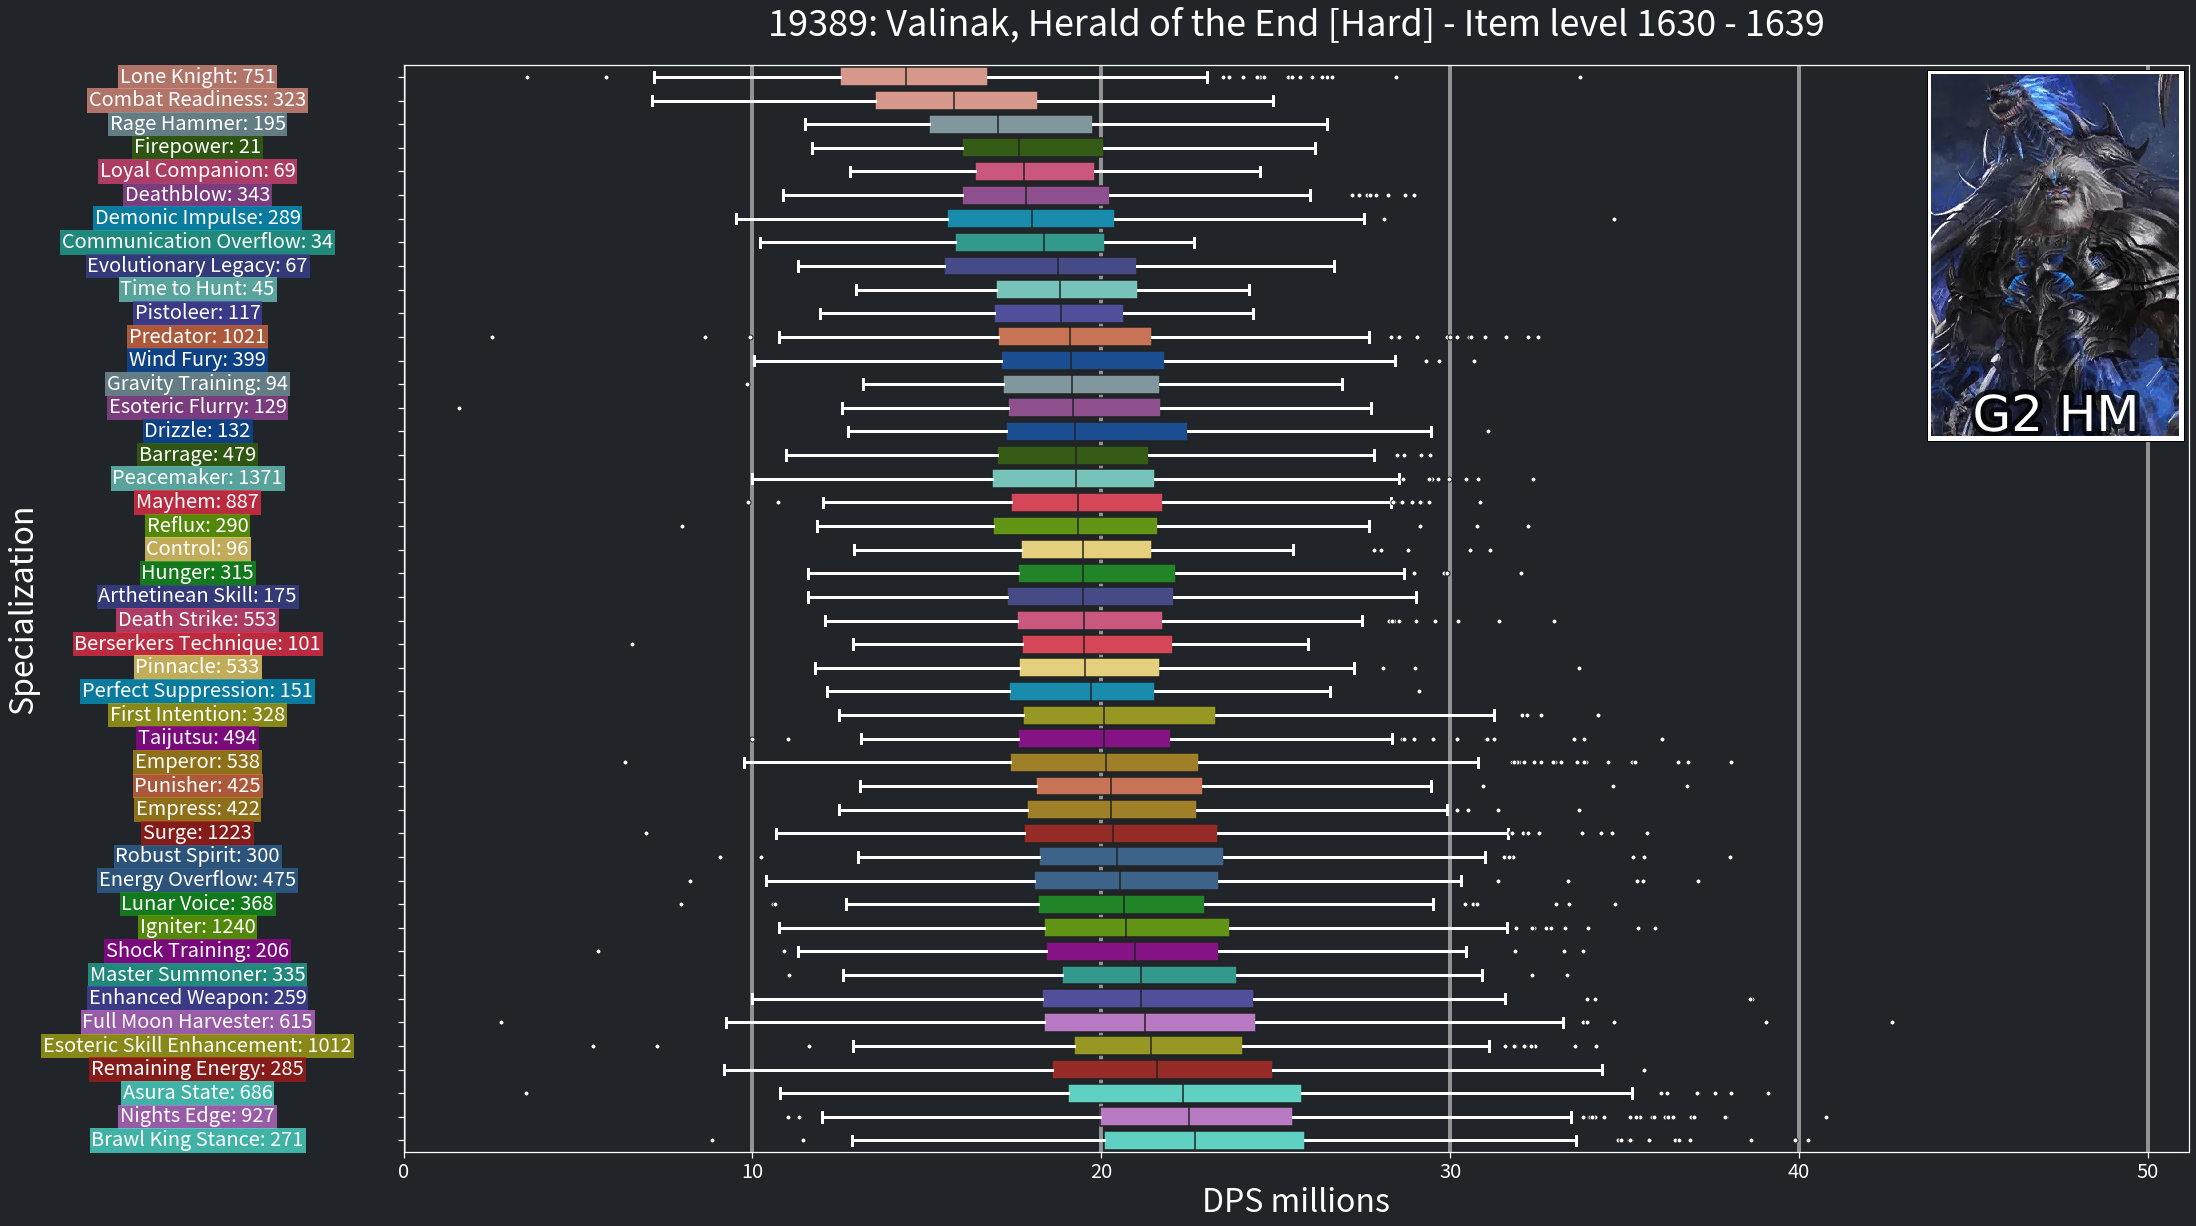 19389: Valinak, Herald of the End [Hard] - Item level 1630 - 1639
Lone Knight: 751
Combat Readiness: 323
Rage Hammer: 195
Firepower: 21
Loyal Companion: 69
Deathblow: 343
Demonic Impulse: 289
Communication Overflow: 34
Evolutionary Legacy: 67
Time to Hunt: 45
Pistoleer: 117
Predator: 1021
Wind Fury: 399
Gravity Training: 94
Esoteric Flurry: 129
Drizzle: 132
Barrage: 479
Peacemaker: 1371
Mayhem: 887
Reflux: 290
Control: 96
Hunger: 315
Arthetinean Skill: 175
Death Strike: 553
Berserkers Technique: 101
Pinnacle: 533
Perfect Suppression: 151
First Intention: 328
Taijutsu: 494
Emperor: 538
Punisher: 425
Empress: 422
Surge: 1223
Robust Spirit: 300
Energy Overflow: 475
Lunar Voice: 368
Igniter: 1240
Shock Training: 206
Master Summoner: 335
Enhanced Weapon: 259
Full Moon Harvester: 615
Esoteric Skill Enhancement: 1012
Remaining Energy: 285
Asura State: 686
Nights Edge: 927
Brawl King Stance: 271
Specialization
G2 HM
0 10 20 30 40 50
DPS millions